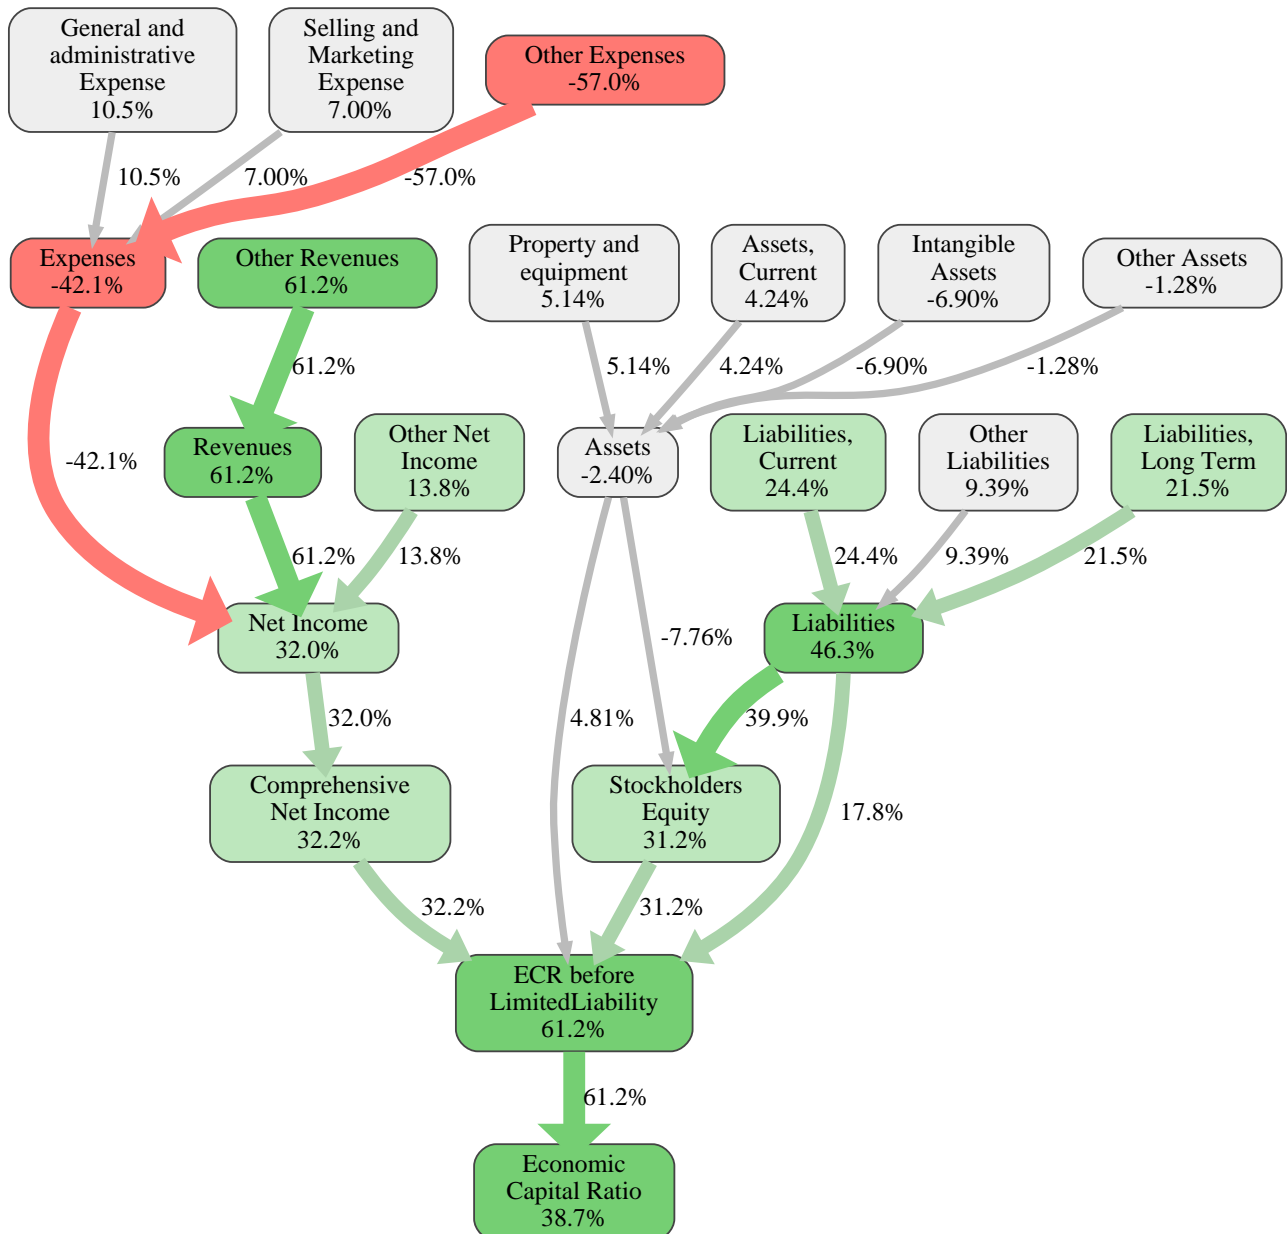 General and
administrative
Expense
10.5%
Selling and
Marketing
Expense
7.00%
Other Expenses
-57.0%
10.5%
7.00%
-57.0%
Expenses
-42.1%
Other Revenues
61.2%
Property and
equipment
5.14%
Assets,
Current
4.24%
Intangible
Assets
-6.90%
Other Assets
-1.28%
61.2%
5.14%
4.24%
-6.90%
-1.28%
-42.1%
Revenues
61.2%
Other Net
Income
13.8%
Assets
-2.40%
Liabilities,
Current
24.4%
Other
Liabilities
9.39%
Liabilities,
Long Term
21.5%
61.2%
13.8%
24.4%
9.39%
21.5%
Net Income
32.0%
-7.76%
Liabilities
46.3%
32.0%
4.81%
39.9%
Comprehensive
Net Income
32.2%
Stockholders
Equity
31.2%
17.8%
32.2%
31.2%
ECR before
LimitedLiability
61.2%
61.2%
Economic
Capital Ratio
38.7%